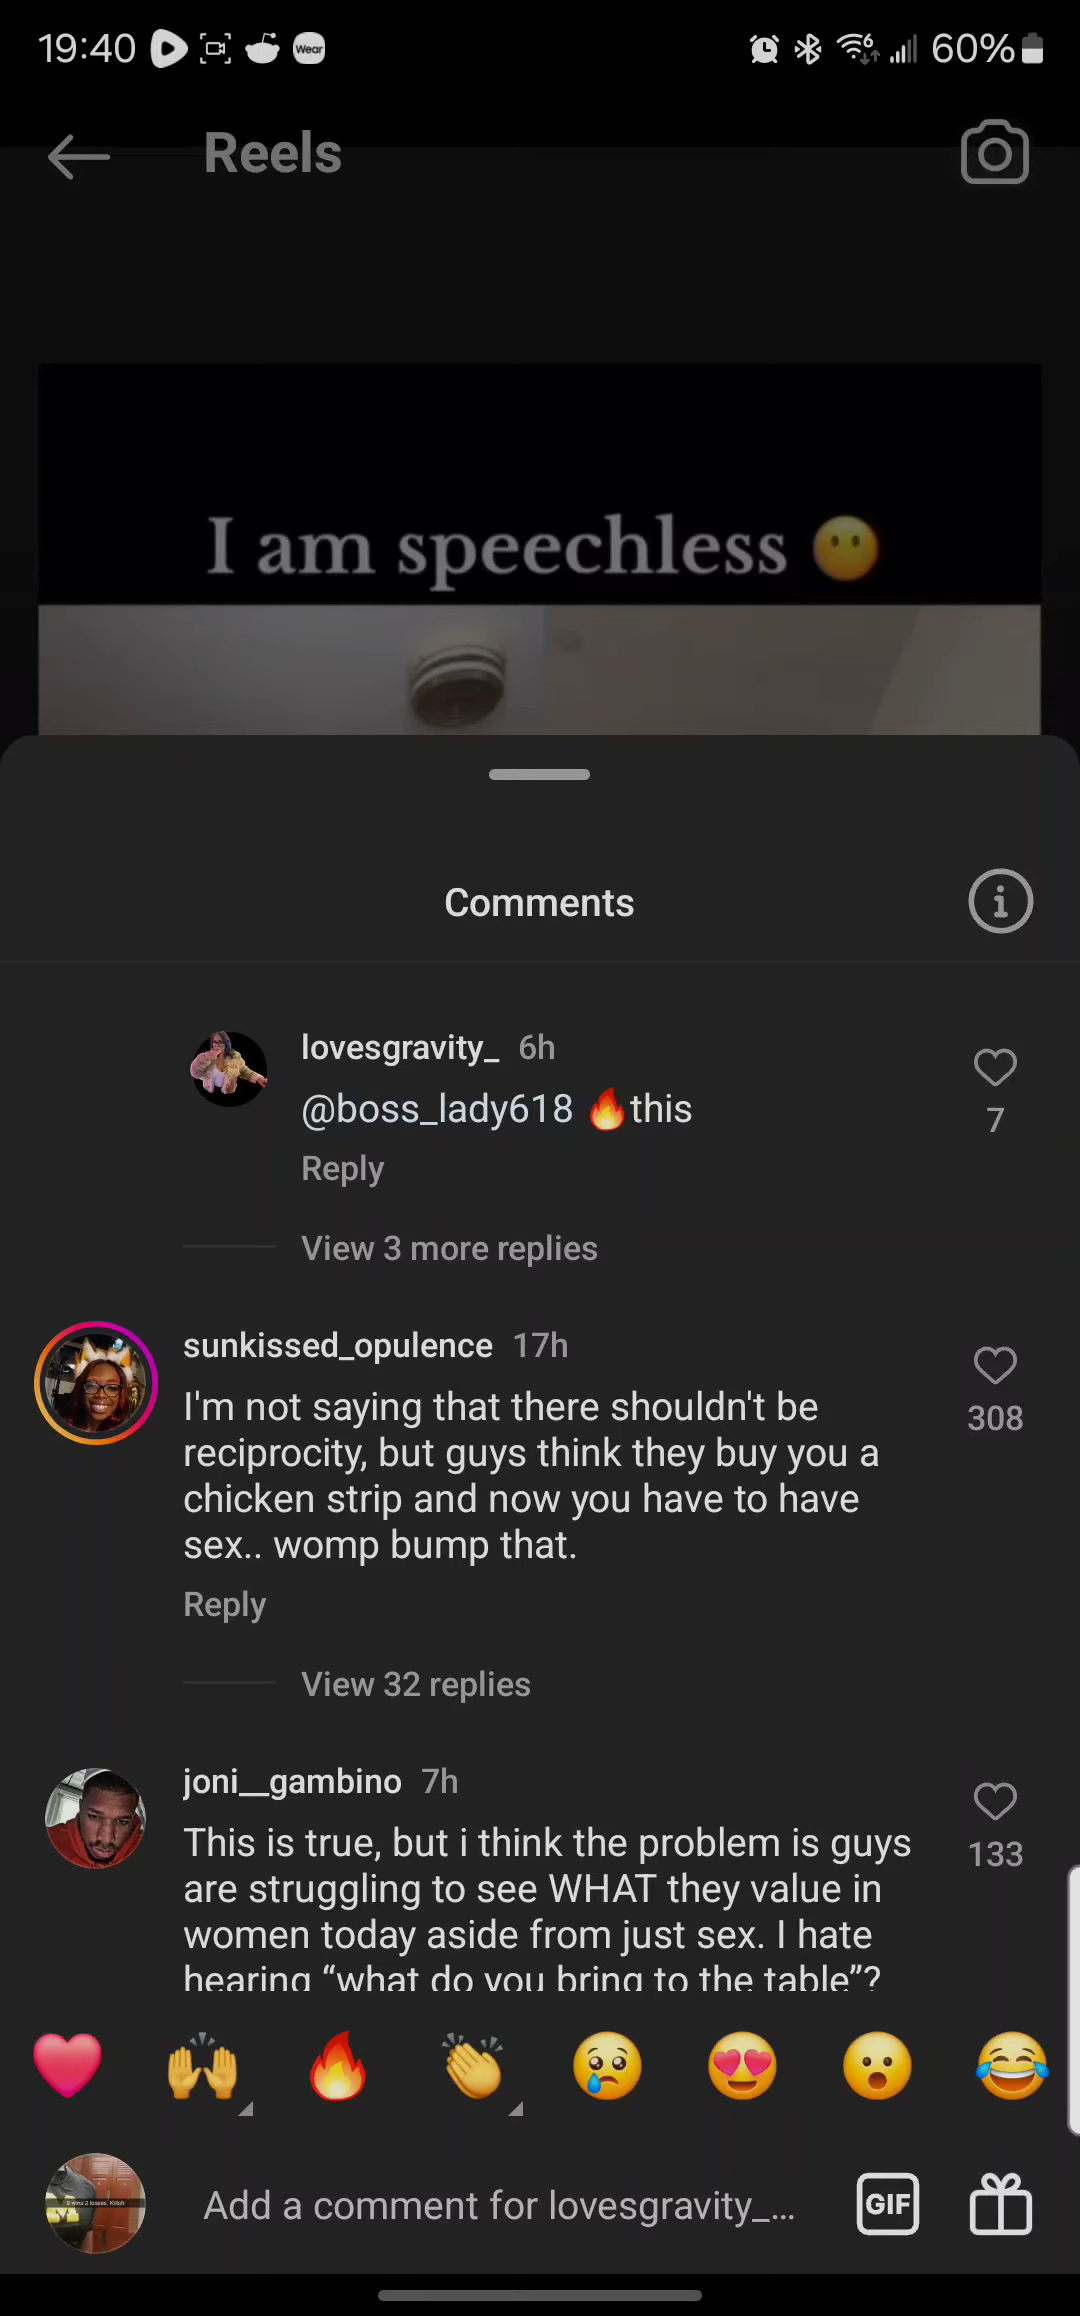 19:40 Wear 6 60%
Reels
I am speechless 😶
Comments
lovesgravity_ 6h
@boss_lady618 🔥this
7
Reply
View 3 more replies
sunkissed_opulence 17h
I'm not saying that there shouldn't be
308
reciprocity, but guys think they buy you a
chicken strip and now you have to have
sex.. womp bump that.
Reply
View 32 replies
joni__gambino 7h
This is true, but i think the problem is guys
133
are struggling to see WHAT they value in
women today aside from just sex. I hate
hearing “what do you bring to the table”?
Add a comment for lovesgravity_... GIF